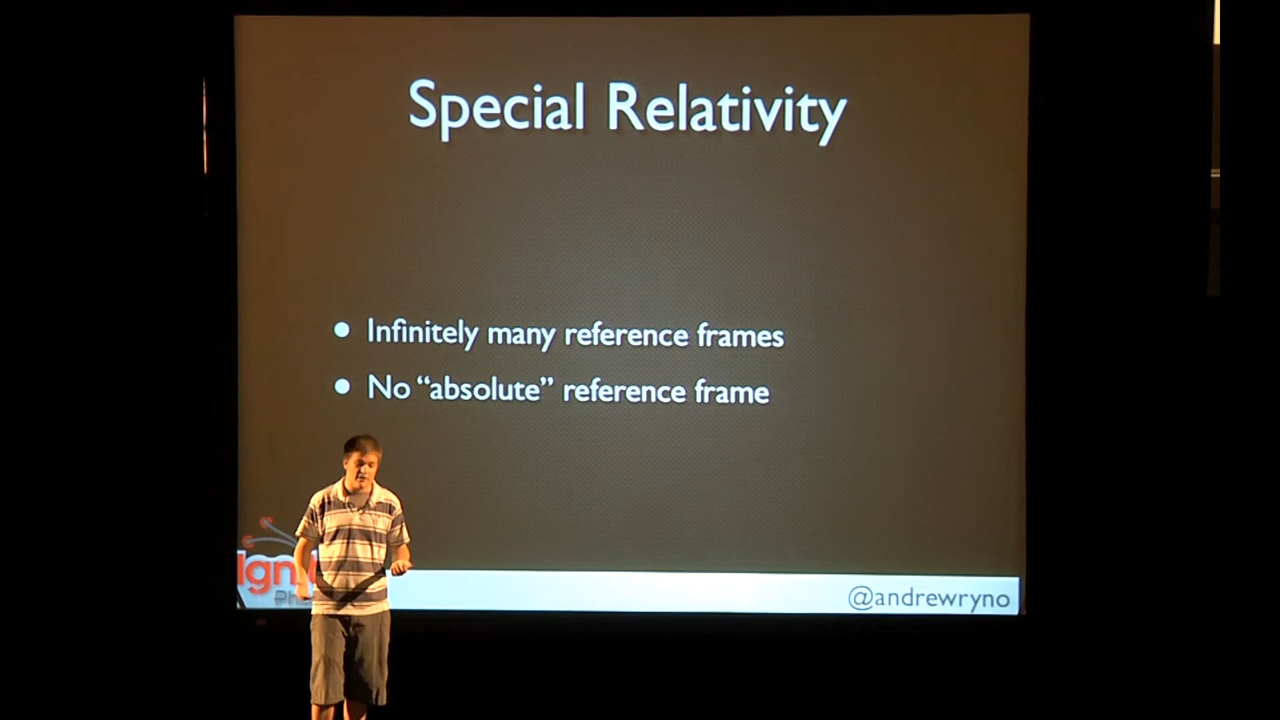 Special Relativity
• Infinitely many reference frames
• No “absolute” reference frame
@andrewryno